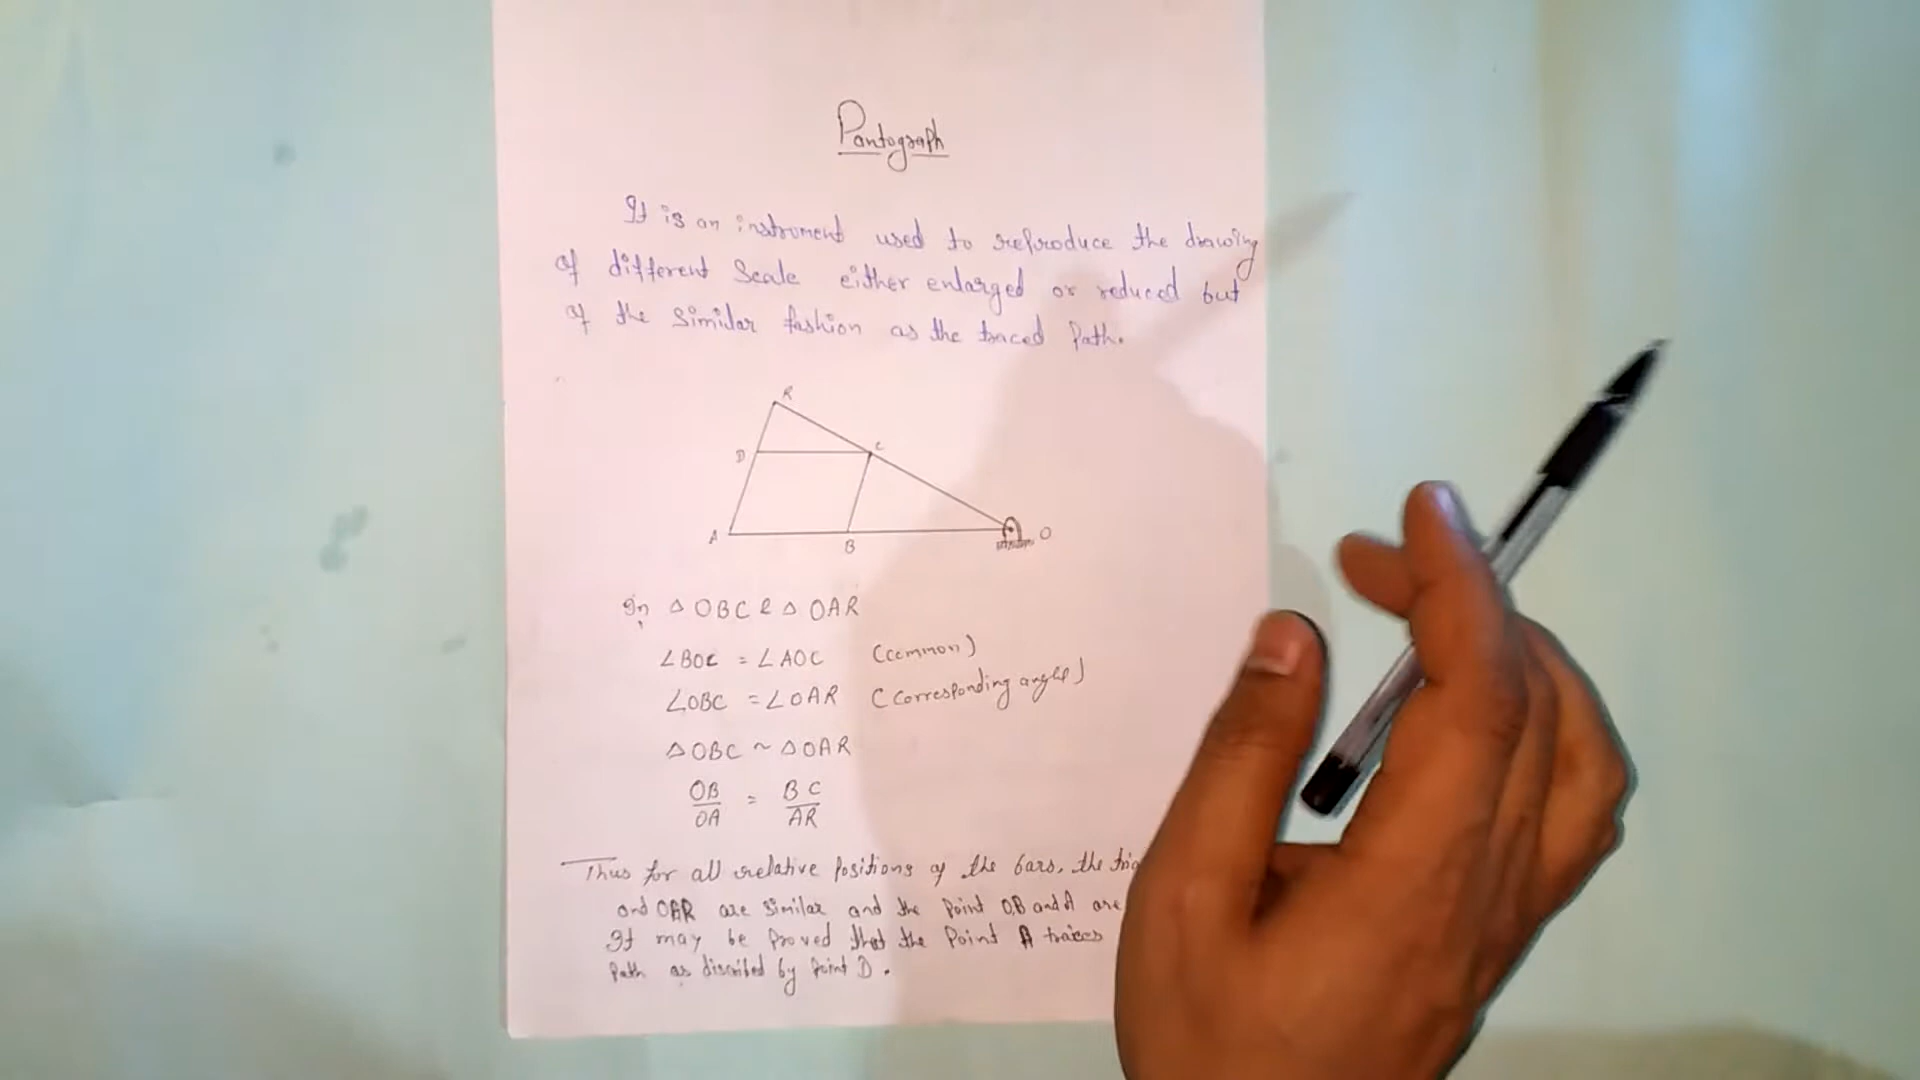 Pantograph
It is an instrument used to reproduce the drawing
of different Scale either enlarged or reduced but
of the Similar fashion as the traced Path.
R
D
C
A
B
O
In △ OBC & △ OAR
∠BOC = ∠AOC (common)
∠OBC = ∠OAR (Corresponding angle)
△OBC ~ △OAR
OB/OA = BC/AR
Thus for all relative Positions of the bars, the
and OAR are Similar and the Point O,B and A are
It may be Proved that the Point A traces
Path as discribed by Point D.